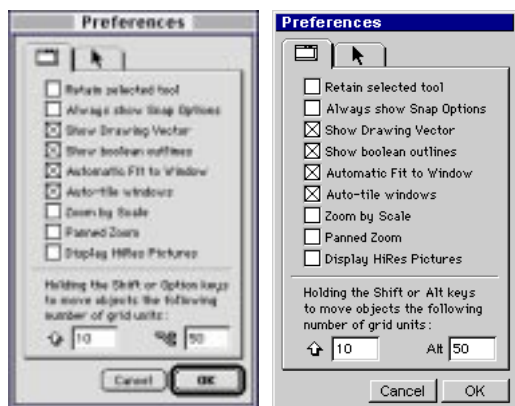 Preferences
Retain selected tool
Always show Snap Options
Show Drawing Vector
Show boolean outlines
Automatic Fit to Window
Auto-tile windows
Zoom by Scale
Panned Zoom
Display HiRes Pictures
Holding the Shift or Option keys
to move objects the following
number of grid units:
10
50
Cancel
OK
Preferences
Retain selected tool
Always show Snap Options
Show Drawing Vector
Show boolean outlines
Automatic Fit to Window
Auto-tile windows
Zoom by Scale
Panned Zoom
Display HiRes Pictures
Holding the Shift or Alt keys
to move objects the following
number of grid units:
10 Alt 50
Cancel OK